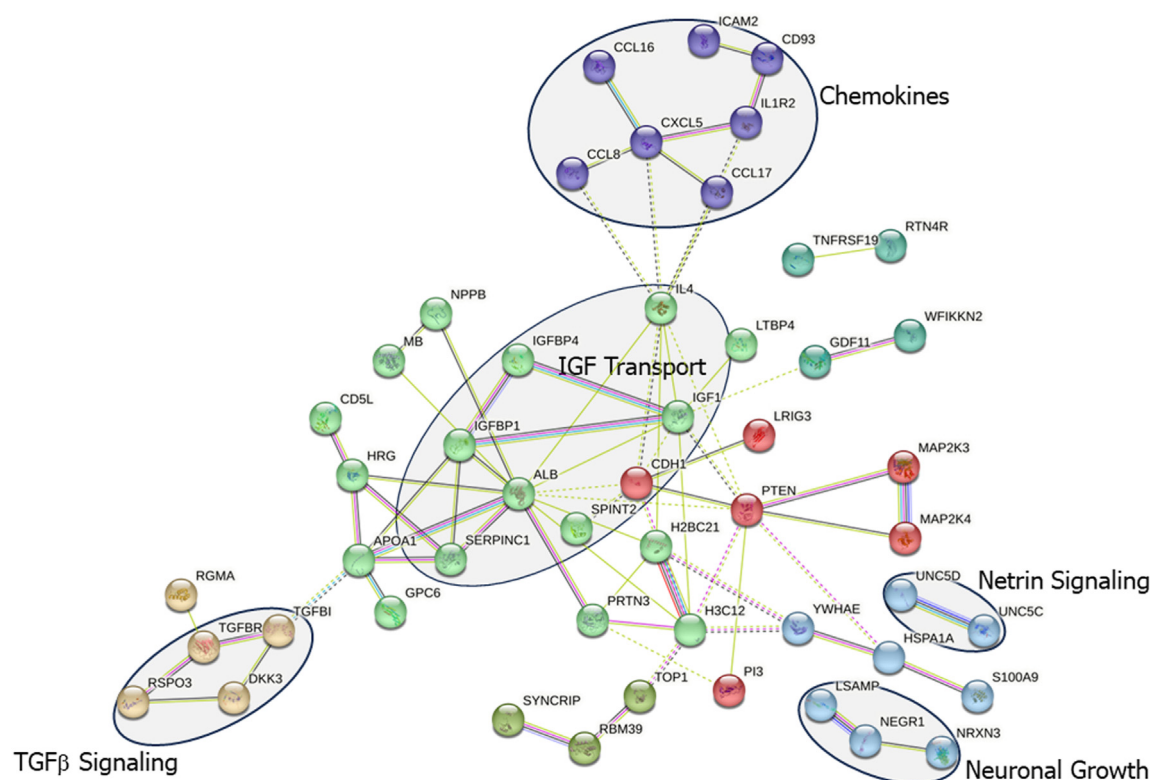 ICAM2
CCL16
CD93
Chemokines
IL1R2
CXCL5
CCL8
CCL17
TNFRSF19
RTN4R
NPPB
IL4
LTBP4
WFIKKN2
MB
IGFBP4
GDF11
IGF Transport
CD5L
IGF1
LRIG3
IGFBP1
HRG
CDH1
MAP2K3
ALB
PTEN
SPINT2
MAP2K4
H2BC21
APOA1
SERPINC1
RGMA
GPC6
UNC5D
Netrin Signaling
TGFBI
PRTN3
H3C12
YWHAE
UNC5C
TGFBR
HSPA1A
RSPO3
DKK3
TOP1
PI3
S100A9
SYNCRIP
LSAMP
RBM39
NEGR1
NRXN3
TGFβ Signaling
Neuronal Growth